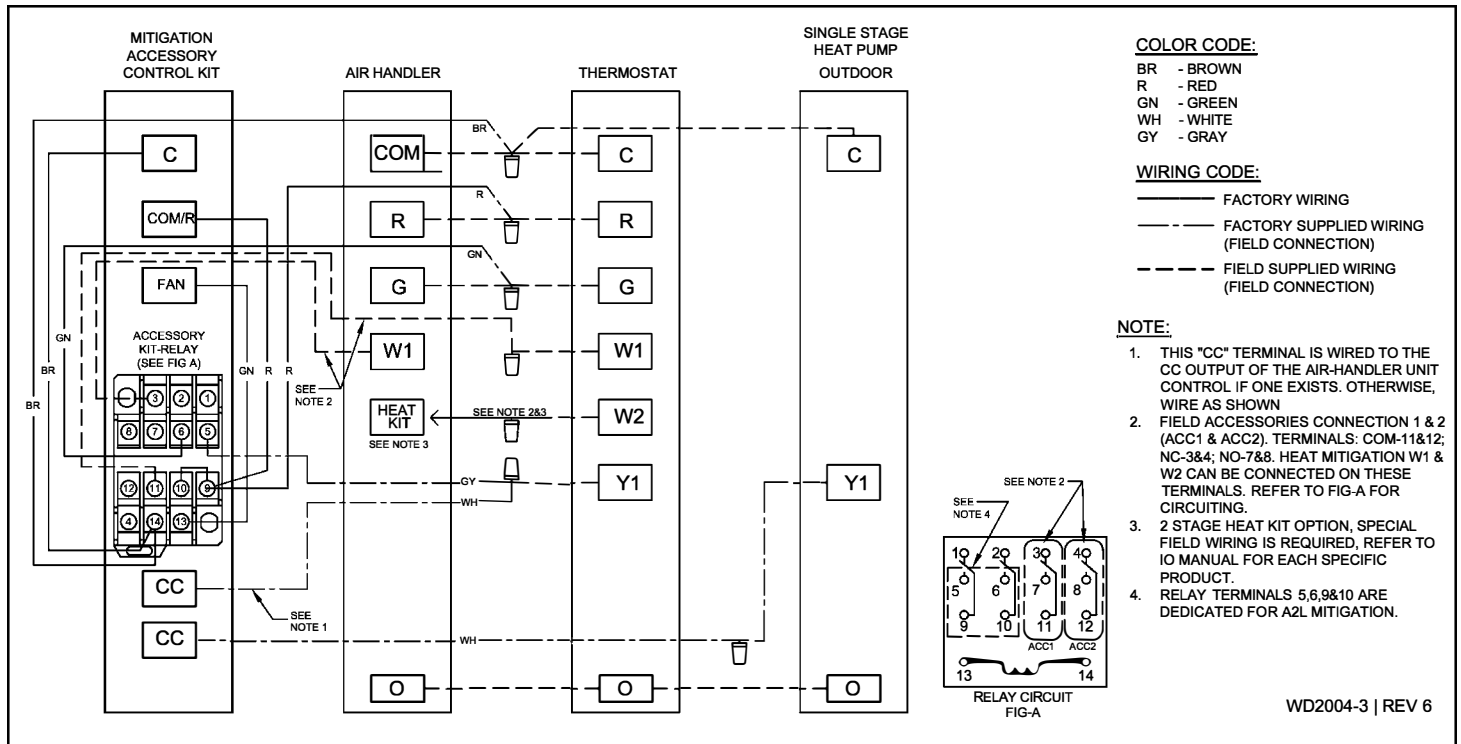 MITIGATION
ACCESSORY
CONTROL KIT
AIR HANDLER
THERMOSTAT
SINGLE STAGE
HEAT PUMP
OUTDOOR
C
COM/R
FAN
ACCESSORY
KIT-RELAY
(SEE FIG A)
3
2
1
8
7
6
5
12
11
10
9
4
14
13
CC
CC
BR
BR
GN
GN
R
R
SEE
NOTE 2
SEE
NOTE 1
COM
R
G
W1
HEAT
KIT
SEE NOTE 3
O
BR
R
GN
SEE NOTE 2&3
GY
WH
WH
C
R
G
W1
W2
Y1
O
C
Y1
O
COLOR CODE:
BR - BROWN
R - RED
GN - GREEN
WH - WHITE
GY - GRAY
WIRING CODE:
FACTORY WIRING
FACTORY SUPPLIED WIRING
(FIELD CONNECTION)
FIELD SUPPLIED WIRING
(FIELD CONNECTION)
NOTE:
1. THIS "CC" TERMINAL IS WIRED TO THE
CC OUTPUT OF THE AIR-HANDLER UNIT
CONTROL IF ONE EXISTS. OTHERWISE,
WIRE AS SHOWN
2. FIELD ACCESSORIES CONNECTION 1 & 2
(ACC1 & ACC2). TERMINALS: COM-11&12;
NC-3&4; NO-7&8. HEAT MITIGATION W1 &
W2 CAN BE CONNECTED ON THESE
TERMINALS. REFER TO FIG-A FOR
CIRCUITING.
3. 2 STAGE HEAT KIT OPTION, SPECIAL
FIELD WIRING IS REQUIRED, REFER TO
IO MANUAL FOR EACH SPECIFIC
PRODUCT.
4. RELAY TERMINALS 5,6,9&10 ARE
DEDICATED FOR A2L MITIGATION.
SEE NOTE 2
SEE
NOTE 4
1
2
3
4
5
6
7
8
9
10
11
12
ACC1
ACC2
13
14
RELAY CIRCUIT
FIG-A
WD2004-3 | REV 6